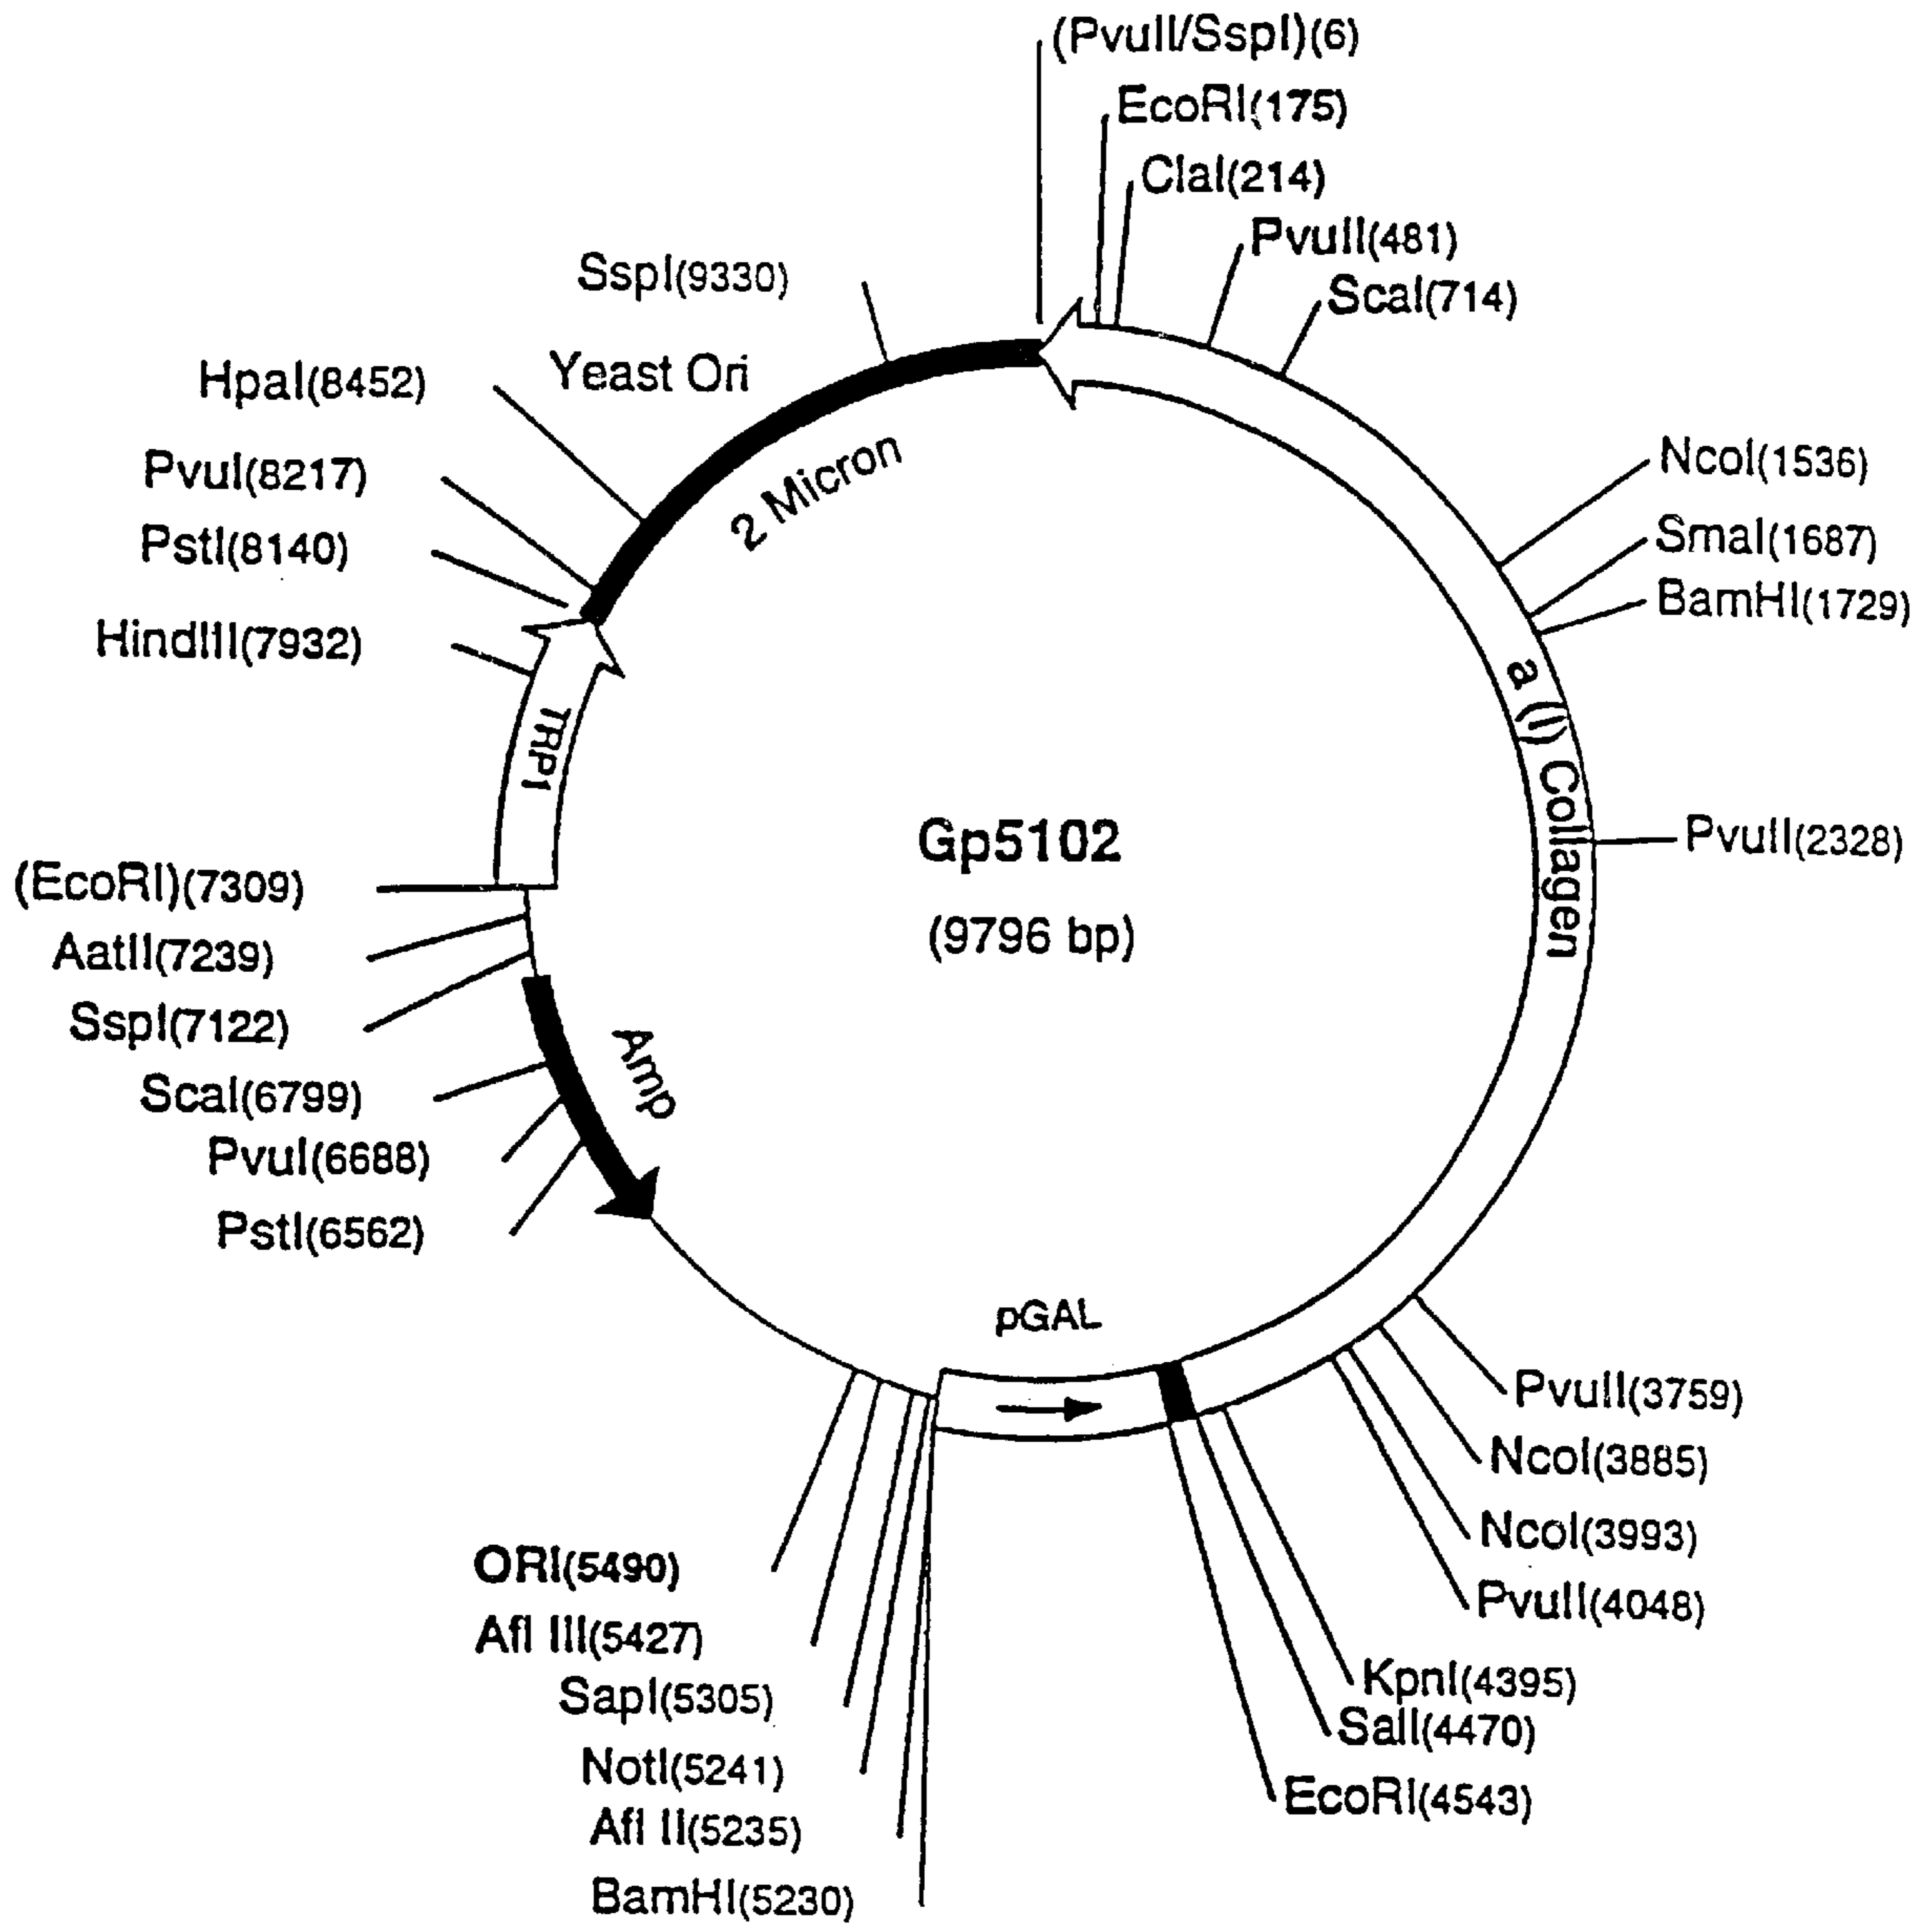 (PvuII/SspI)(6)
EcoRI(175)
ClaI(214)
PvuII(481)
ScaI(714)
NcoI(1536)
SmaI(1687)
BamHI(1729)
a (I) Collagen
PvuII(2328)
PvuII(3759)
NcoI(3885)
NcoI(3993)
PvuII(4048)
KpnI(4395)
SalI(4470)
EcoRI(4543)
pGAL
BamHI(5230)
Afl II(5235)
NotI(5241)
SapI(5305)
Afl III(5427)
ORI(5490)
Amp
PstI(6562)
PvuI(6688)
ScaI(6799)
SspI(7122)
AatII(7239)
(EcoRI)(7309)
TRP1
HindIII(7932)
PstI(8140)
PvuI(8217)
HpaI(8452)
2 Micron
Yeast Ori
SspI(9330)
Gp5102
(9796 bp)